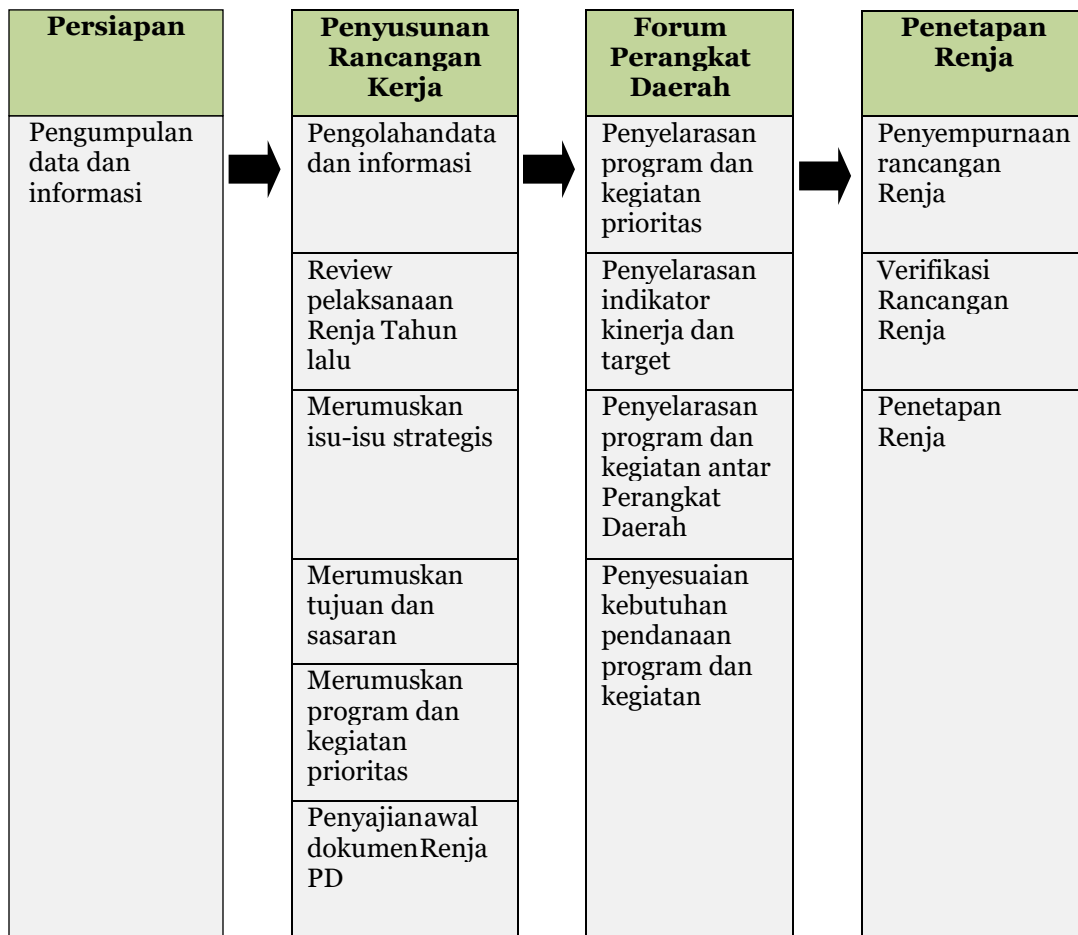 Persiapan
Pengumpulan
data dan
informasi
Penyusunan
Rancangan
Kerja
Pengolahandata
dan informasi
Review
pelaksanaan
Renja Tahun
lalu
Merumuskan
isu-isu strategis
Merumuskan
tujuan dan
sasaran
Merumuskan
program dan
kegiatan
prioritas
Penyajianawal
dokumenRenja
PD
Forum
Perangkat
Daerah
Penyelarasan
program dan
kegiatan
prioritas
Penyelarasan
indikator
kinerja dan
target
Penyelarasan
program dan
kegiatan antar
Perangkat
Daerah
Penyesuaian
kebutuhan
pendanaan
program dan
kegiatan
Penetapan
Renja
Penyempurnaan
rancangan
Renja
Verifikasi
Rancangan
Renja
Penetapan
Renja